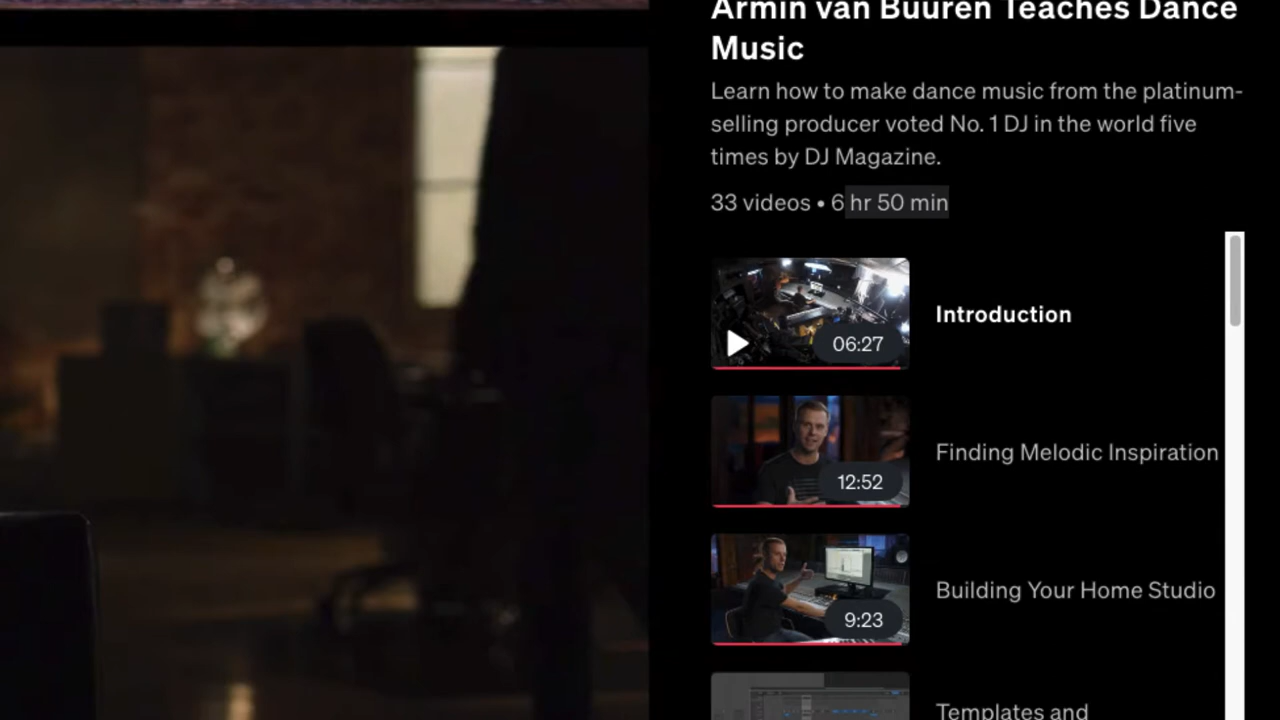 Armin van Buuren Teaches Dance
Music
Learn how to make dance music from the platinum-
selling producer voted No. 1 DJ in the world five
times by DJ Magazine.
33 videos • 6 hr 50 min
06:27
Introduction
12:52
Finding Melodic Inspiration
9:23
Building Your Home Studio
Templates and